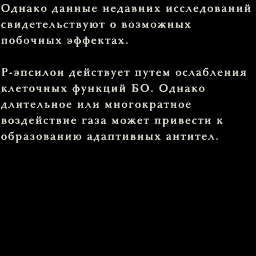 Однако данные недавних исследований
свидетельствуют о возможных
побочных эффектах.
Р-эпсилон действует путем ослабления
клеточных функций БО. Однако
длительное или многократное
воздействие газа может привести к
образованию адаптивных антител.